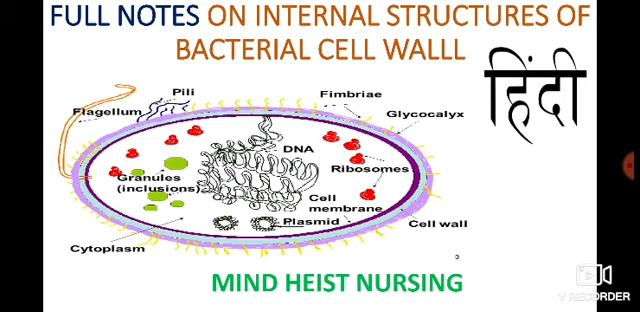 FULL NOTES ON INTERNAL STRUCTURES OF
BACTERIAL CELL WALLL
हिंदी
Pili
Fimbriae
Flagellum
Glycocalyx
DNA
Ribosomes
Granules
(inclusions)
Cell
membrane
Plasmid
Cell wall
Cytoplasm
MIND HEIST NURSING
V RECORDER